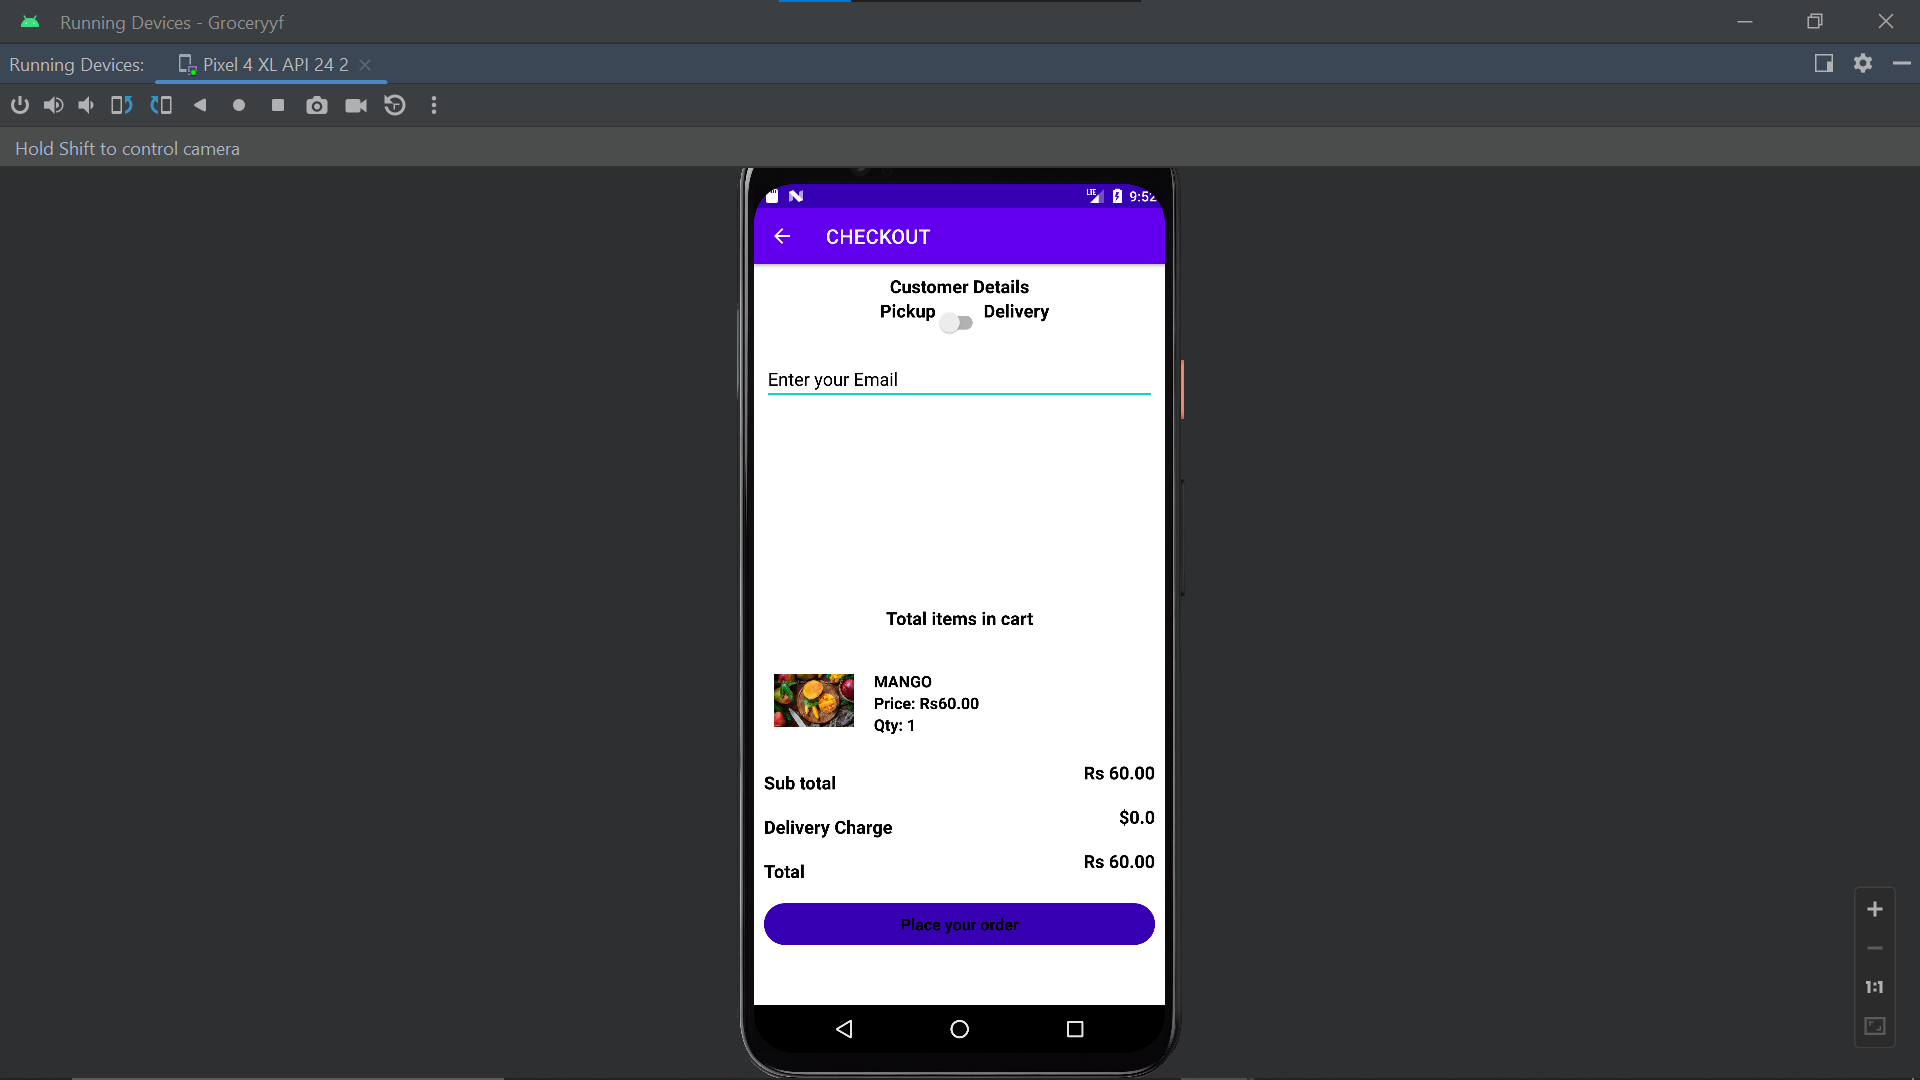 Running Devices - Groceryyf
Running Devices: Pixel 4 XL API 24 2
Hold Shift to control camera
LTE 9:52
CHECKOUT
Customer Details
Pickup Delivery
Enter your Email
Total items in cart
MANGO
Price: Rs60.00
Qty: 1
Sub total Rs 60.00
Delivery Charge $0.0
Total Rs 60.00
Place your order
1:1